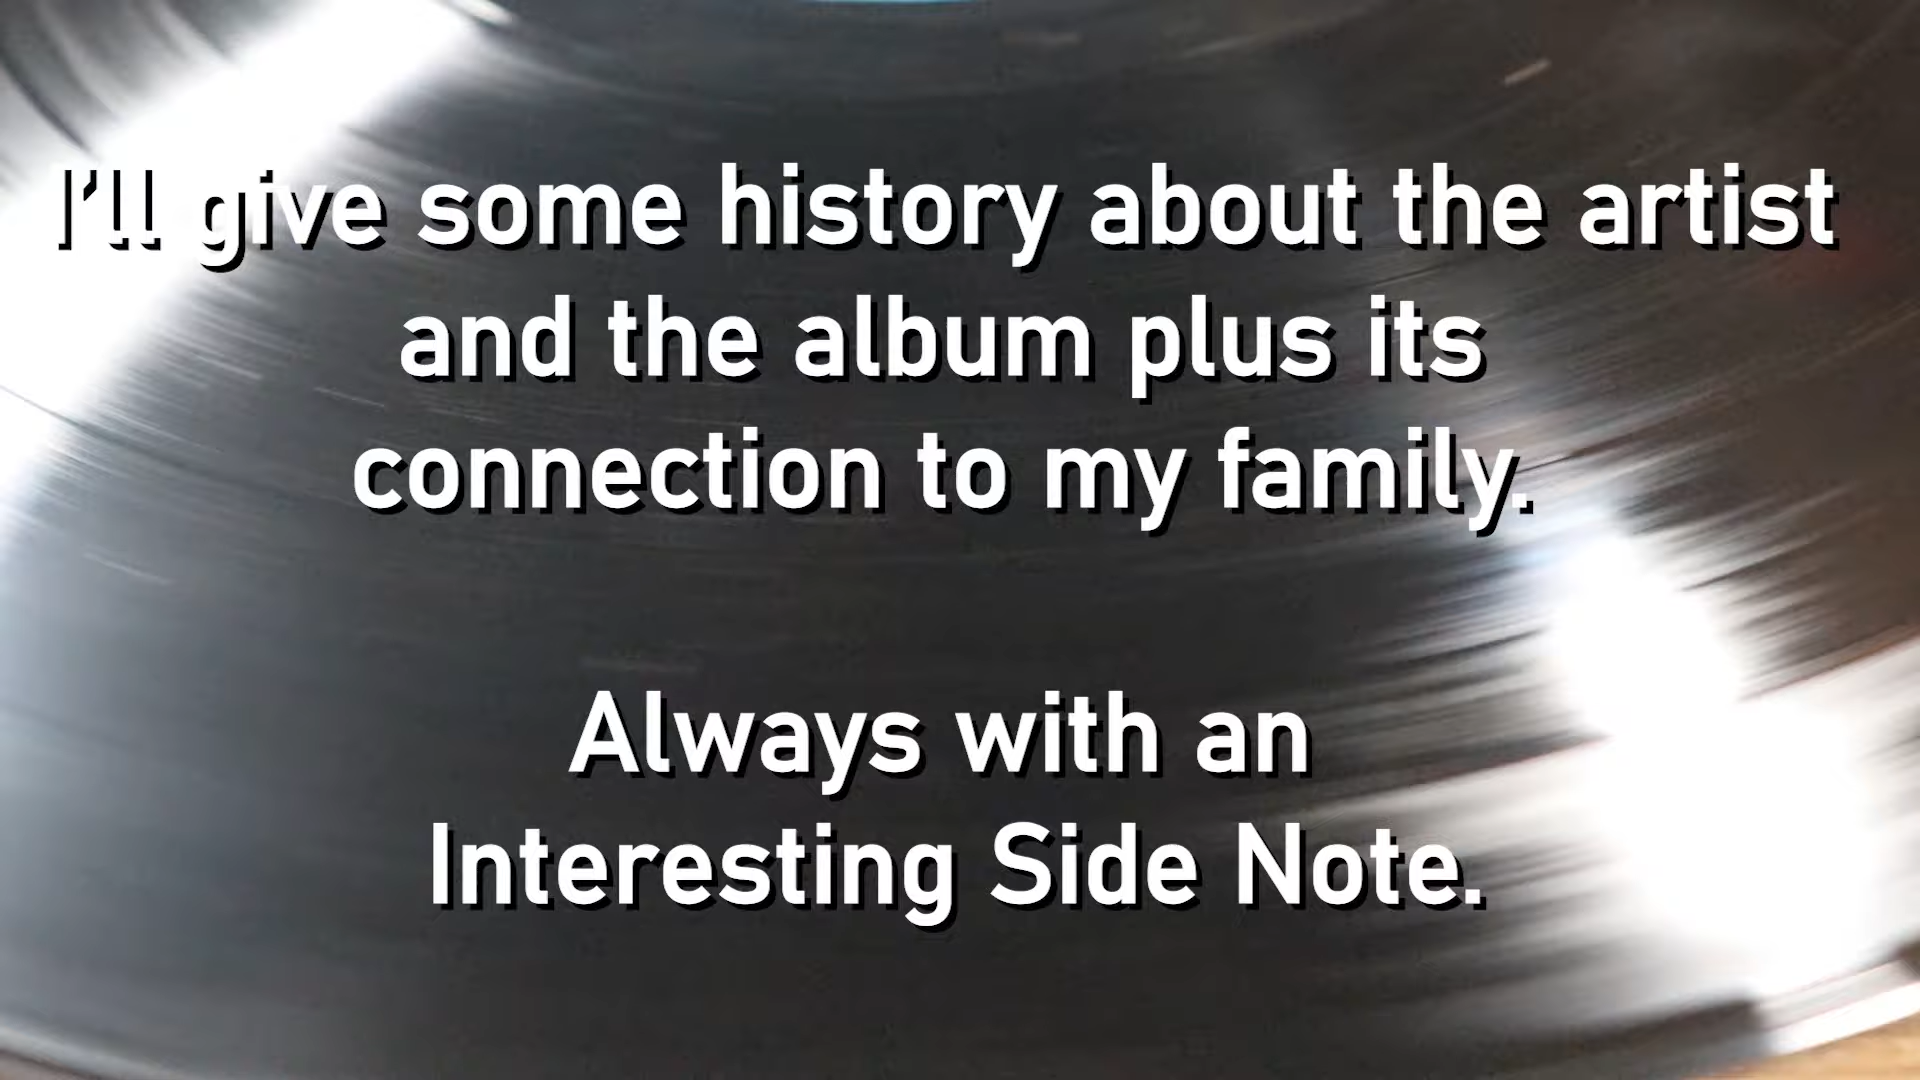 I'll give some history about the artist
and the album plus its
connection to my family.
Always with an
Interesting Side Note.